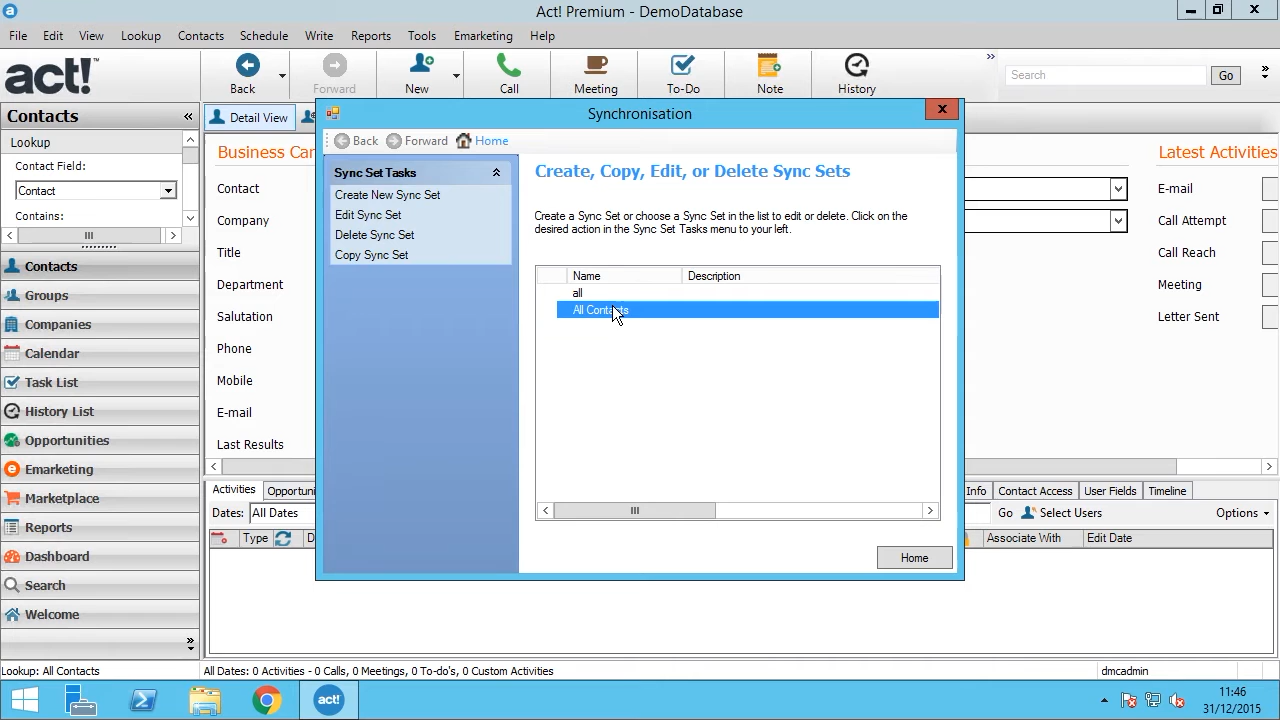 Act! Premium - DemoDatabase
File Edit View Lookup Contacts Schedule Write Reports Tools Emarketing Help
act! Back Forward New Call Meeting To-Do Note History Search Go
Contacts
Detail View
Lookup
Contact Field:
Contact
Contains:
Contacts
Groups
Companies
Calendar
Task List
History List
Opportunities
Emarketing
Marketplace
Reports
Dashboard
Search
Welcome
Lookup: All Contacts
Business Car
Contact
Company
Title
Department
Salutation
Phone
Mobile
E-mail
Last Results
Synchronisation
Back Forward Home
Sync Set Tasks
Create New Sync Set
Edit Sync Set
Delete Sync Set
Copy Sync Set
Create, Copy, Edit, or Delete Sync Sets
Create a Sync Set or choose a Sync Set in the list to edit or delete. Click on the
desired action in the Sync Set Tasks menu to your left.
Name Description
all
All Contacts
Home
Latest Activities
E-mail
Call Attempt
Call Reach
Meeting
Letter Sent
Activities Opportuni Info Contact Access User Fields Timeline
Dates: All Dates Go Select Users Options
Type D Associate With Edit Date
All Dates: 0 Activities - 0 Calls, 0 Meetings, 0 To-do's, 0 Custom Activities
dmcadmin
act!
11:46
31/12/2015